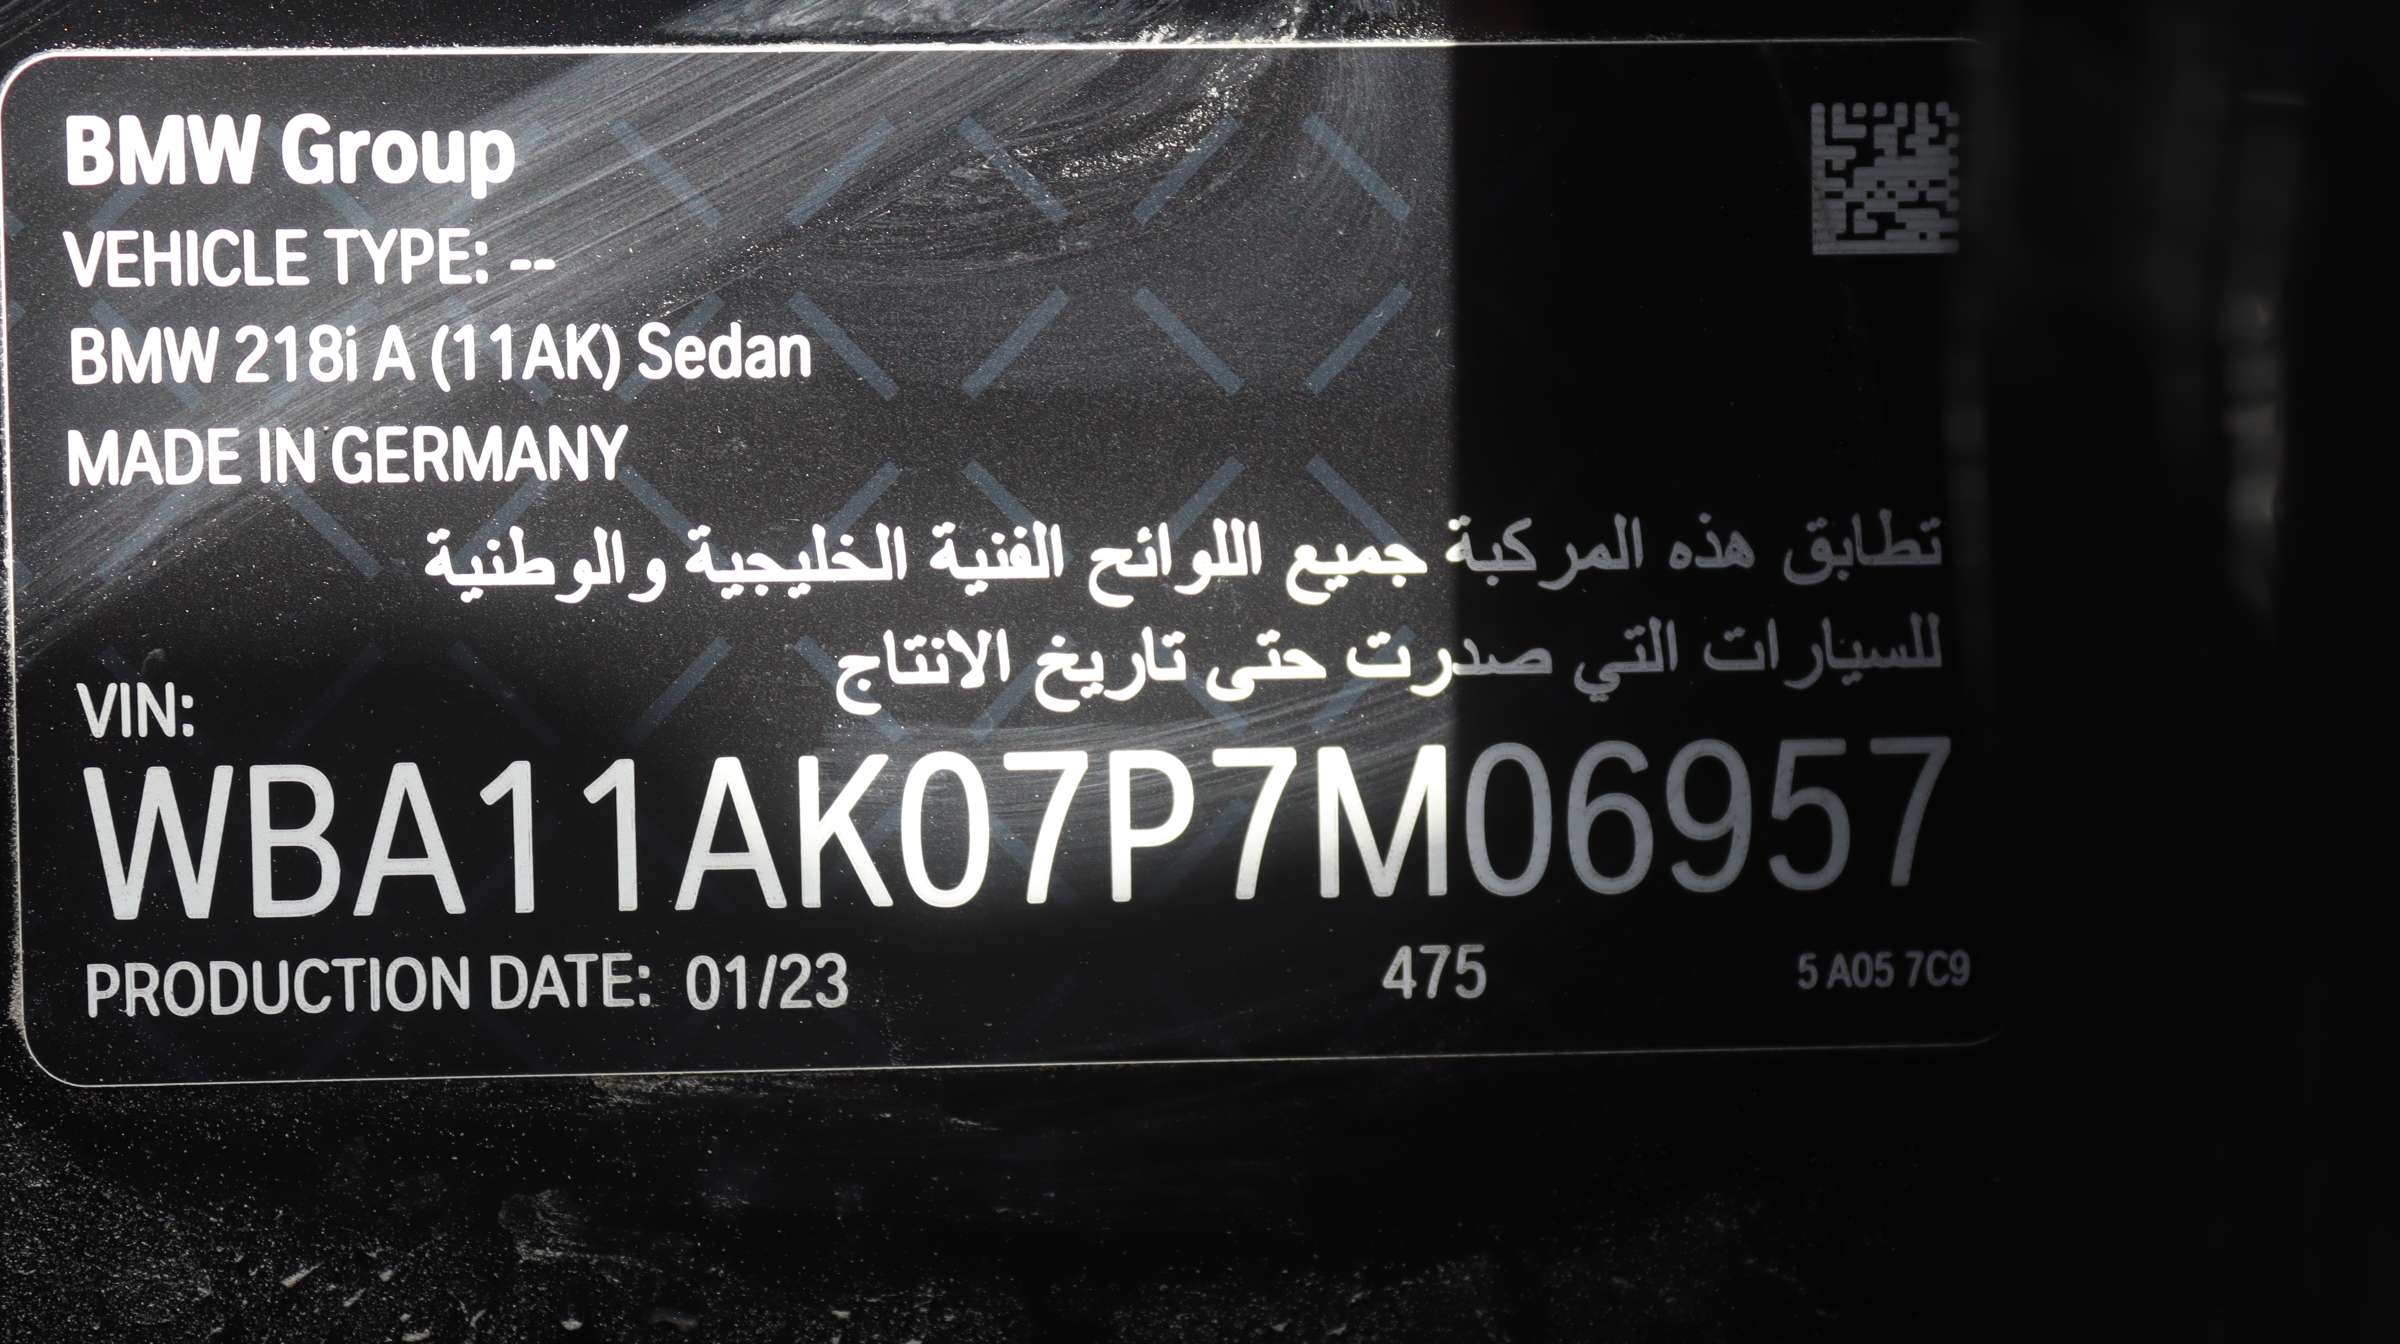 BMW Group
VEHICLE TYPE: --
BMW 218i A (11AK) Sedan
MADE IN GERMANY
تطابق هذه المركبة جميع اللوائح الفنية الخليجية والوطنية
للسيارات التي صدرت حتى تاريخ الانتاج
VIN:
WBA11AK07P7M06957
PRODUCTION DATE: 01/23 475 5 A05 7C9